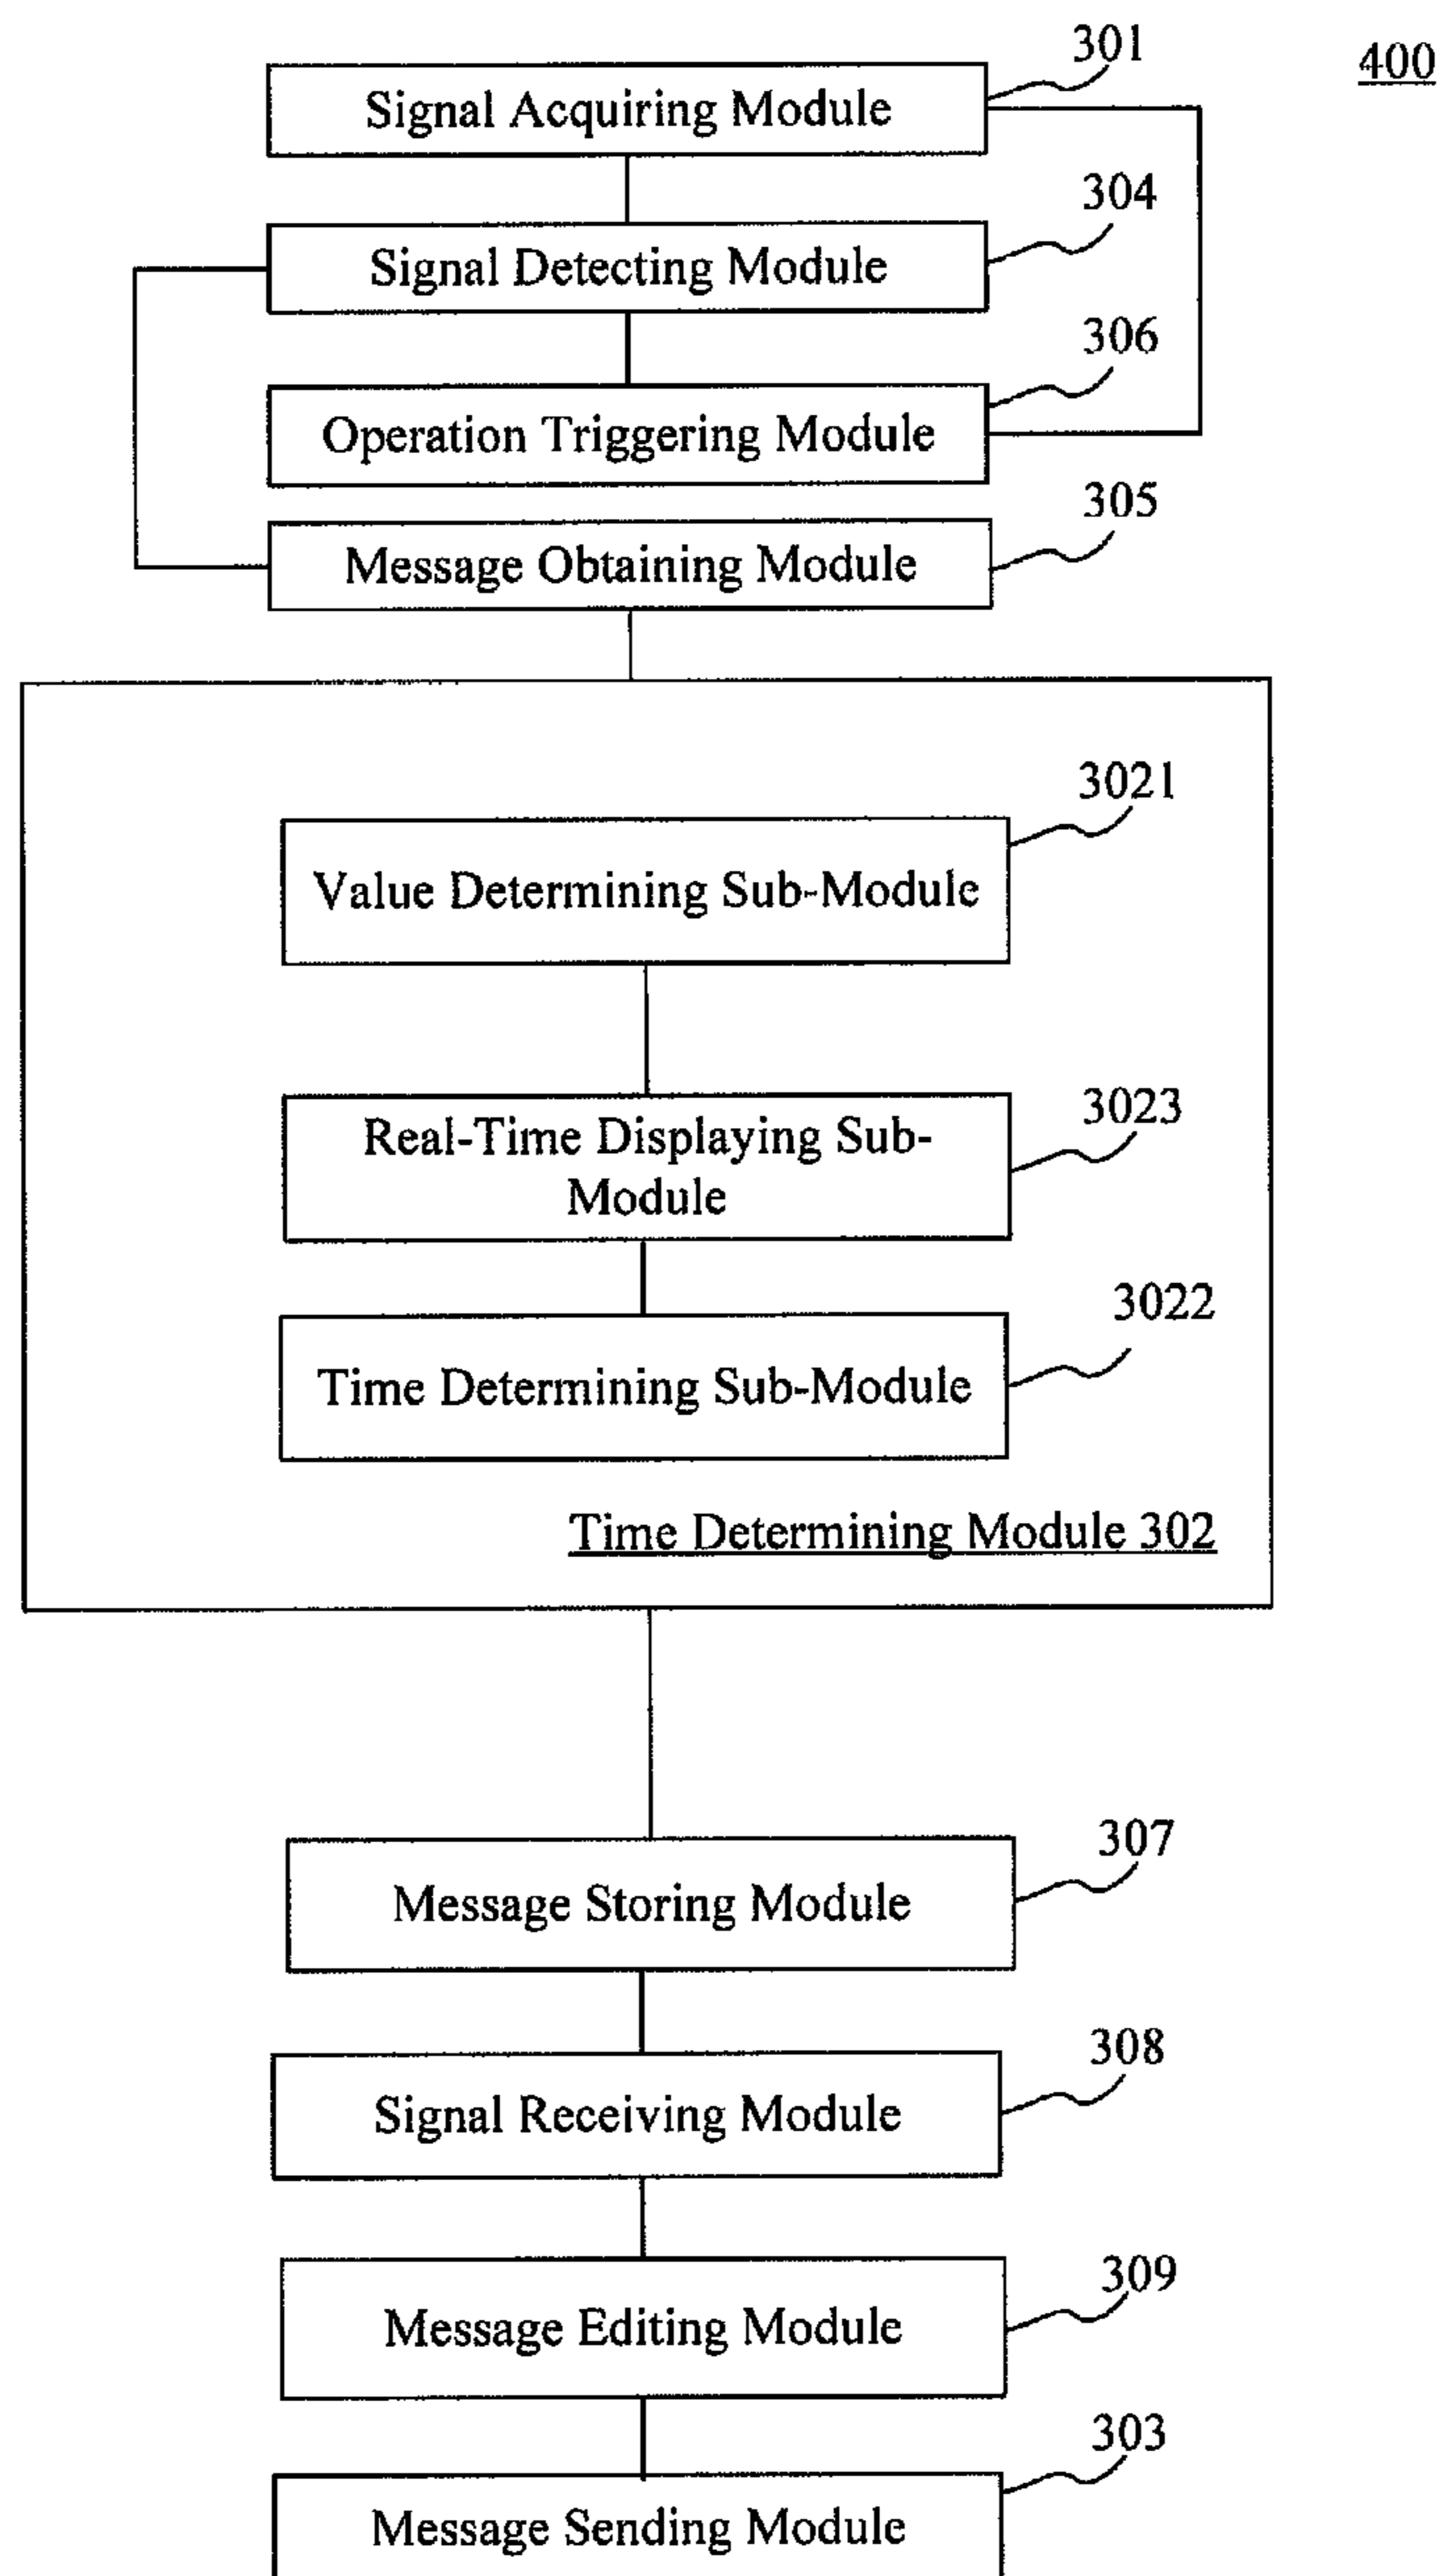 400
301
Signal Acquiring Module
304
Signal Detecting Module
306
Operation Triggering Module
305
Message Obtaining Module
3021
Value Determining Sub-Module
3023
Real-Time Displaying Sub-
Module
3022
Time Determining Sub-Module
Time Determining Module 302
307
Message Storing Module
308
Signal Receiving Module
309
Message Editing Module
303
Message Sending Module